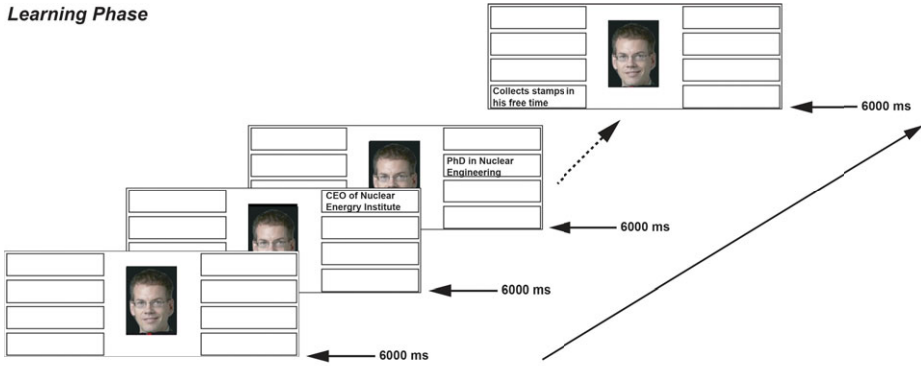 Learning Phase
Collects stamps in
his free time
6000 ms
PhD in Nuclear
Engineering
6000 ms
CEO of Nuclear
Energry Institute
6000 ms
6000 ms